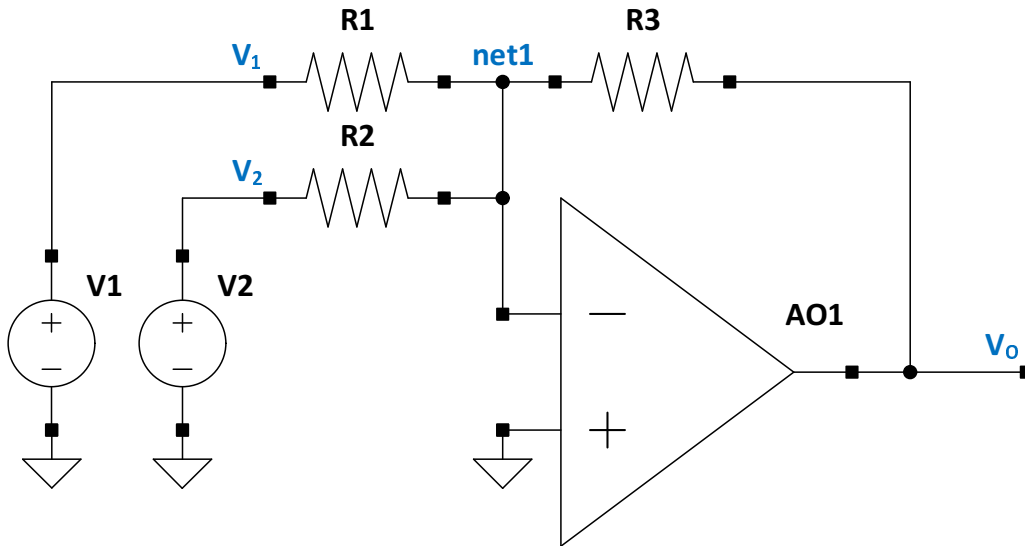 R1
R3
V₁
net1
R2
V₂
V1
V2
+
−
+
−
−
+
AO1
Vₒ